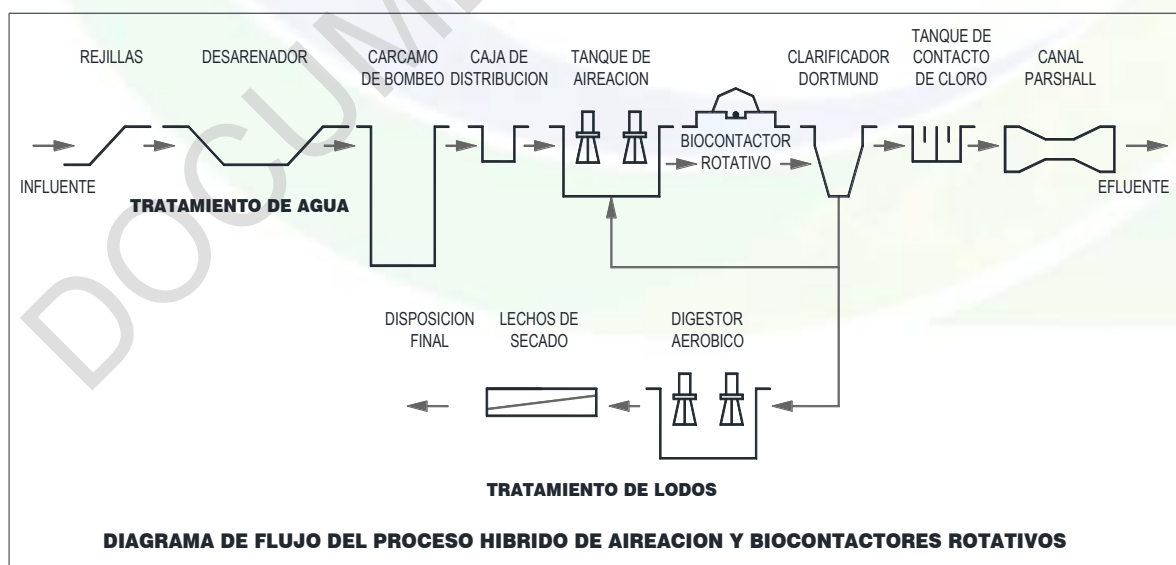 REJILLAS
DESARENADOR
CARCAMO
DE BOMBEO
CAJA DE
DISTRIBUCION
TANQUE DE
AIREACION
BIOCONTACTOR
ROTATIVO
CLARIFICADOR
DORTMUND
TANQUE DE
CONTACTO
DE CLORO
CANAL
PARSHALL
INFLUENTE
EFLUENTE
TRATAMIENTO DE AGUA
DISPOSICION
FINAL
LECHOS DE
SECADO
DIGESTOR
AEROBICO
TRATAMIENTO DE LODOS
DIAGRAMA DE FLUJO DEL PROCESO HIBRIDO DE AIREACION Y BIOCONTACTORES ROTATIVOS
DOCUM